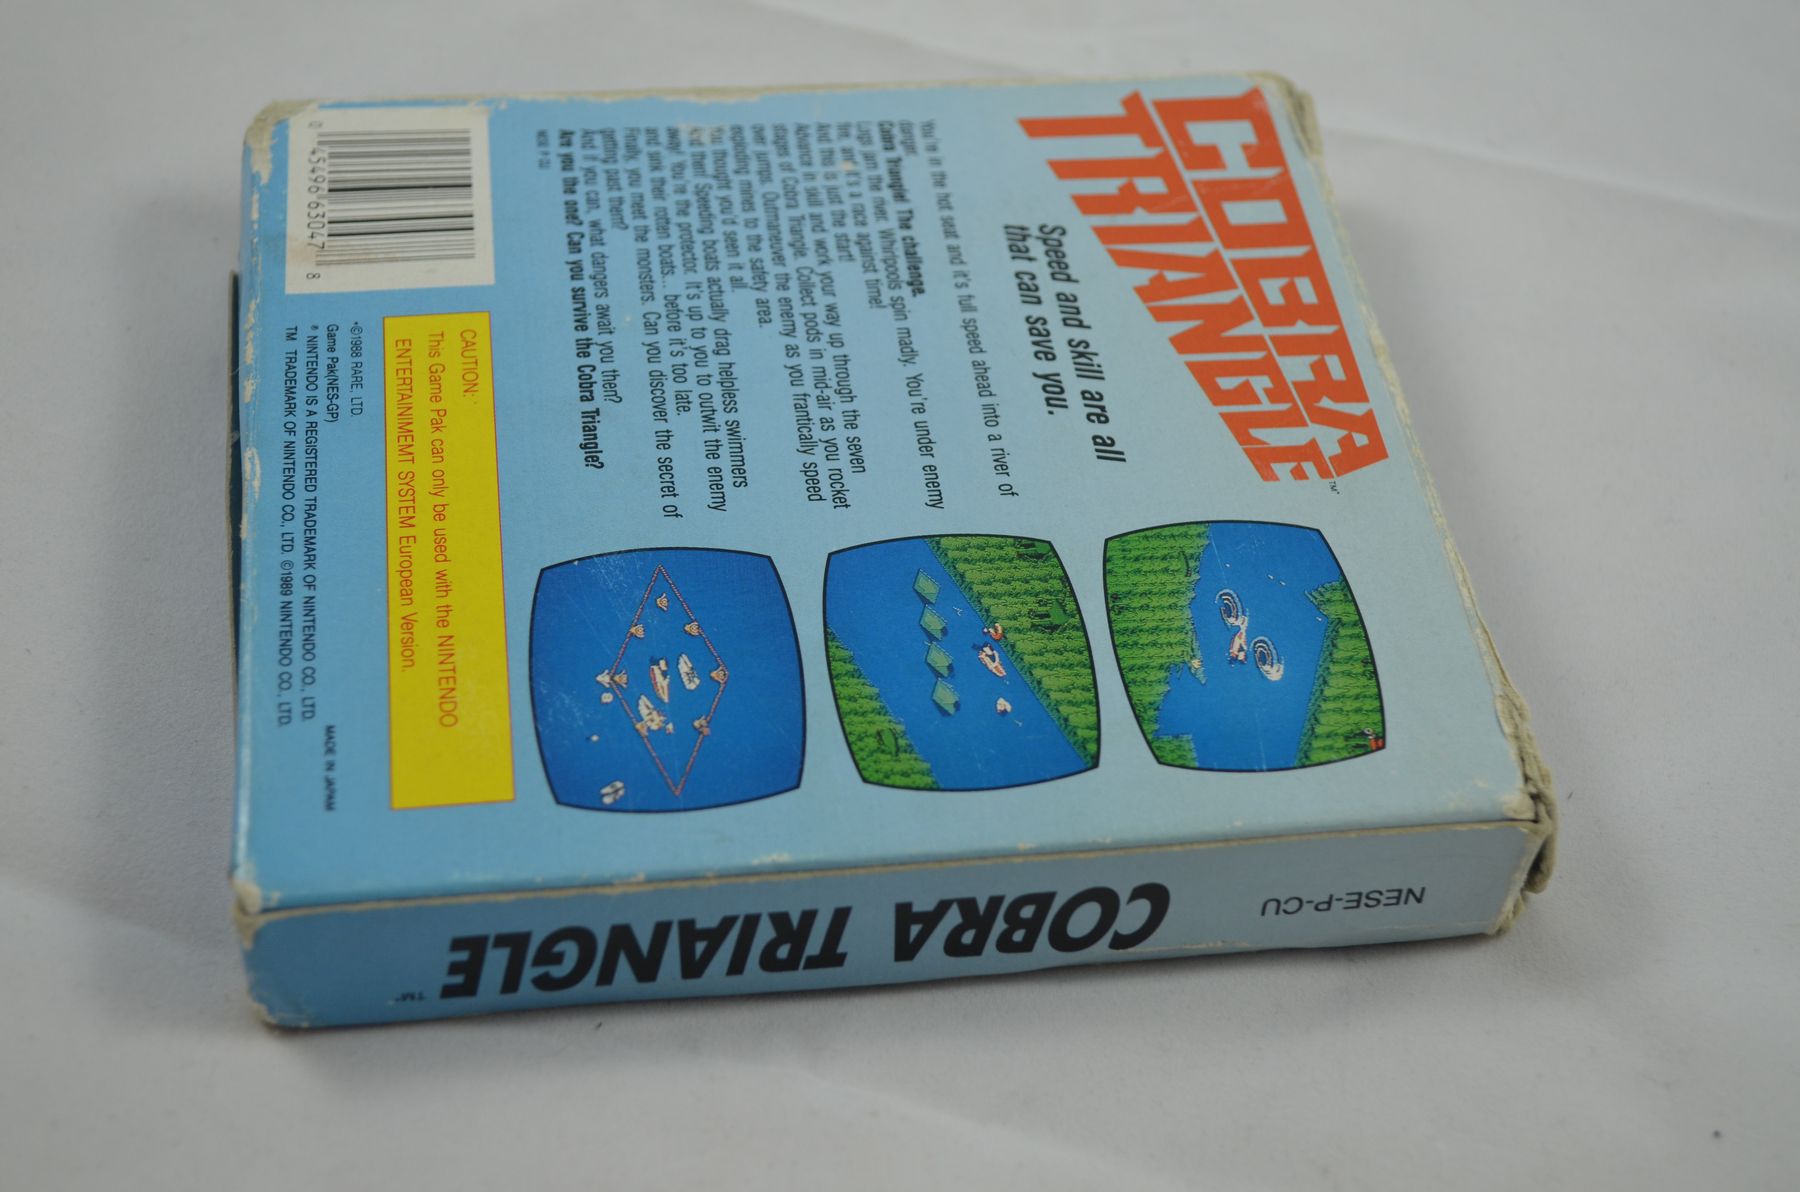 COBRA
TRIANGLE™
Speed and skill are all
that can save you.
You're in the hot seat and it's full speed ahead into a river of
danger.
Cobra Triangle! The challenge.
Logs jam the river. Whirlpools spin madly. You're under enemy
fire, and it's a race against time!
And this is just the start!
Advance in skill and work your way up through the seven
stages of Cobra Triangle. Collect pods in mid-air as you rocket
over jumps. Outmaneuver the enemy as you frantically speed
exploding mines to the safety area.
You thought you'd seen it all.
And then! Speeding boats actually drag helpless swimmers
away. You're the protector. It's up to you to outwit the enemy
and sink their rotten boats... before it's too late.
Finally, you meet the monsters. Can you discover the secret of
getting past them?
And if you can, what dangers await you then?
Are you the one? Can you survive the Cobra Triangle?
CAUTION:
This Game Pak can only be used with the NINTENDO
ENTERTAINIMEMT SYSTEM European Version.
*©1988 RARE, LTD.
Game Pak(NES-GP)
® NINTENDO IS A REGISTERED TRADEMARK OF NINTENDO CO., LTD.
TM TRADEMARK OF NINTENDO CO., LTD. ©1989 NINTENDO CO., LTD.
MADE IN JAPAN
0 45496 63047 8
NESE-P-CU
COBRA TRIANGLE™